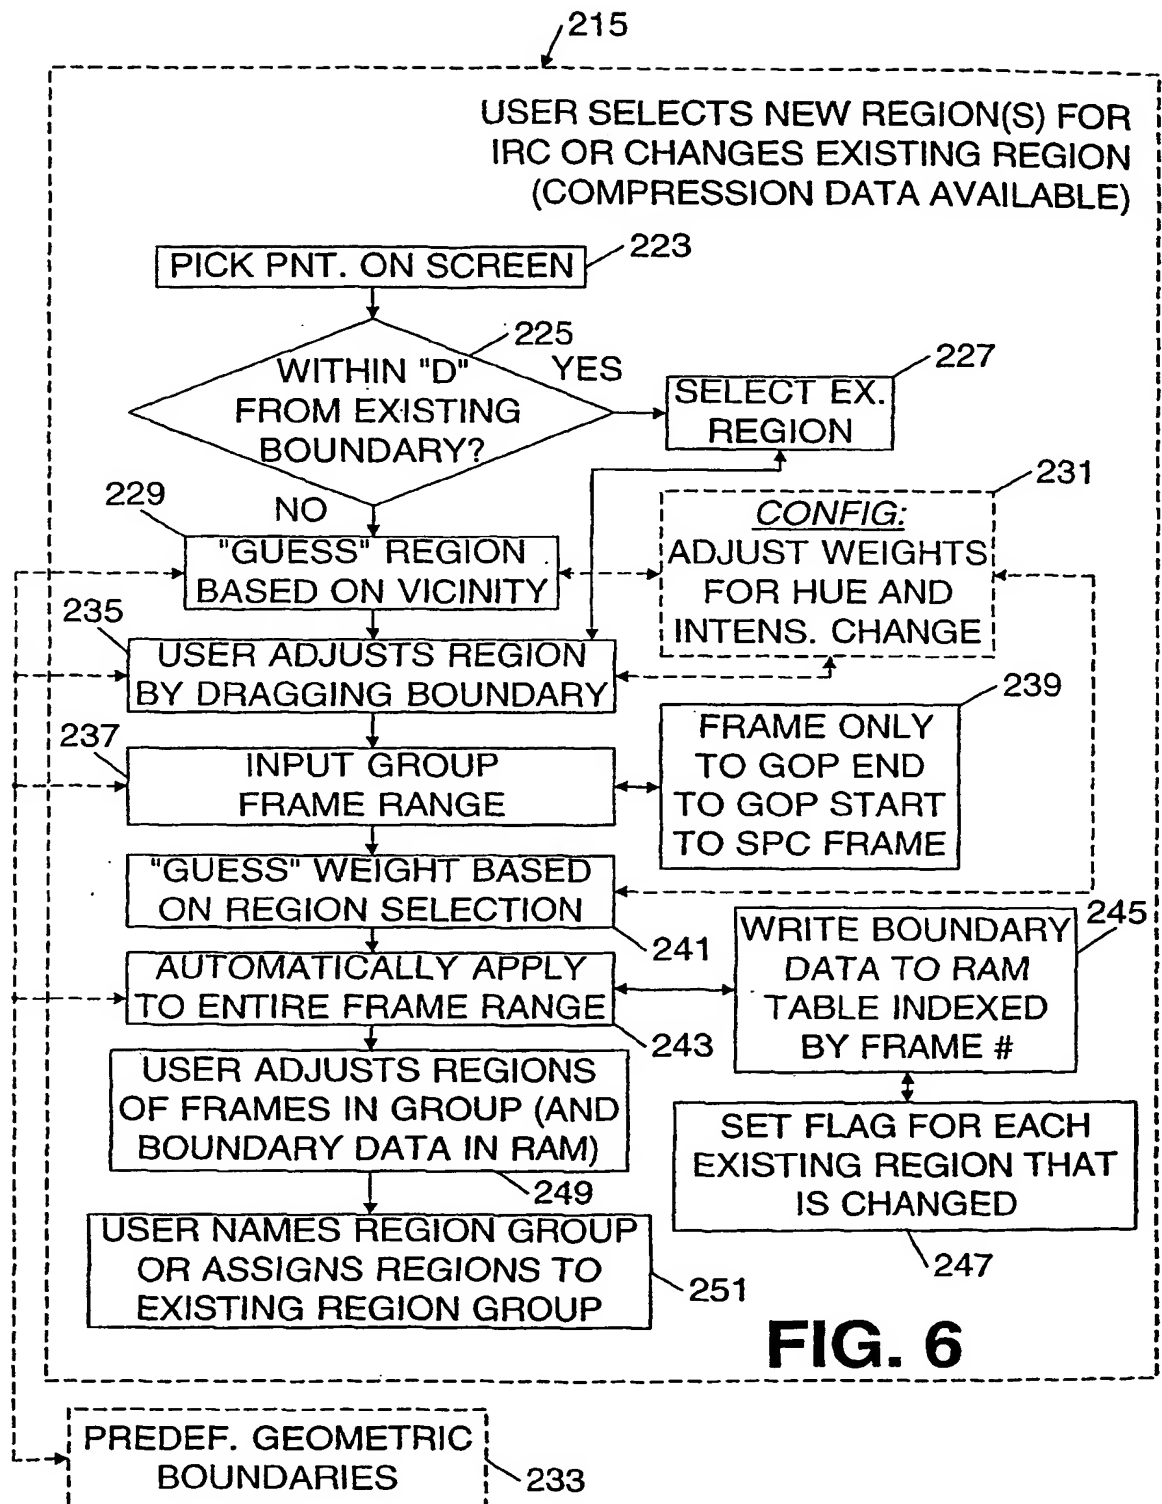 215
USER SELECTS NEW REGION(S) FOR
IRC OR CHANGES EXISTING REGION
(COMPRESSION DATA AVAILABLE)
PICK PNT. ON SCREEN
223
WITHIN "D"
FROM EXISTING
BOUNDARY?
225
YES
SELECT EX.
REGION
227
NO
229
"GUESS" REGION
BASED ON VICINITY
CONFIG:
ADJUST WEIGHTS
FOR HUE AND
INTENS. CHANGE
231
235
USER ADJUSTS REGION
BY DRAGGING BOUNDARY
237
INPUT GROUP
FRAME RANGE
FRAME ONLY
TO GOP END
TO GOP START
TO SPC FRAME
239
"GUESS" WEIGHT BASED
ON REGION SELECTION
241
AUTOMATICALLY APPLY
TO ENTIRE FRAME RANGE
243
WRITE BOUNDARY
DATA TO RAM
TABLE INDEXED
BY FRAME #
245
USER ADJUSTS REGIONS
OF FRAMES IN GROUP (AND
BOUNDARY DATA IN RAM)
249
SET FLAG FOR EACH
EXISTING REGION THAT
IS CHANGED
247
USER NAMES REGION GROUP
OR ASSIGNS REGIONS TO
EXISTING REGION GROUP
251
FIG. 6
PREDEF. GEOMETRIC
BOUNDARIES
233